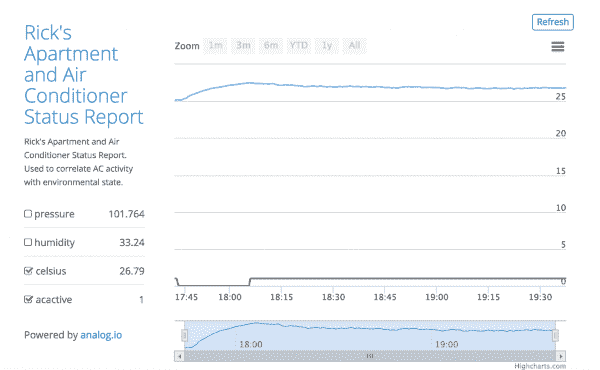 Refresh
Rick's
Apartment
and Air
Conditioner
Status Report
Rick's Apartment and Air
Conditioner Status Report.
Used to correlate AC activity
with environmental state.
pressure 101.764
humidity 33.24
celsius 26.79
acactive 1
Powered by analog.io
Zoom 1m 3m 6m YTD 1y All
25
20
15
10
5
0
17:45 18:00 18:15 18:30 18:45 19:00 19:15 19:30
18:00 19:00
Highcharts.com